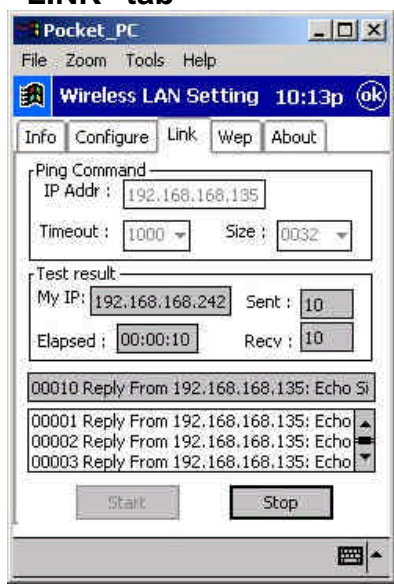 "LINK" tab
Pocket_PC
File Zoom Tools Help
Wireless LAN Setting 10:13p ok
Info Configure Link Wep About
Ping Command
IP Addr : 192.168.168.135
Timeout : 1000 Size : 0032
Test result
My IP: 192.168.168.242 Sent : 10
Elapsed : 00:00:10 Recv : 10
00010 Reply From 192.168.168.135: Echo Si
00001 Reply From 192.168.168.135: Echo
00002 Reply From 192.168.168.135: Echo
00003 Reply From 192.168.168.135: Echo
Start Stop